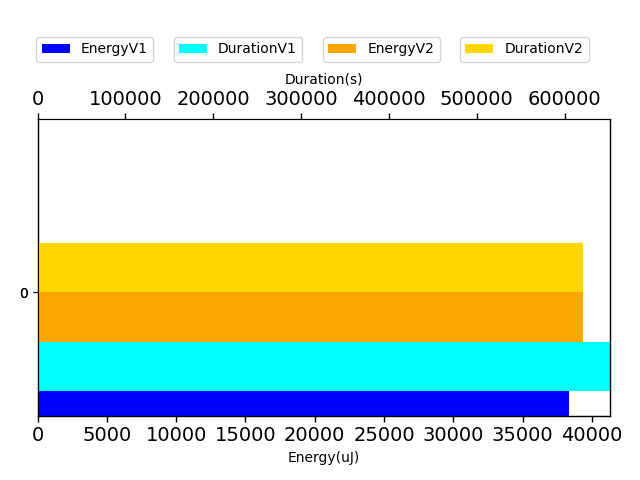 EnergyV1 DurationV1 EnergyV2 DurationV2
Duration(s)
0 100000 200000 300000 400000 500000 600000
0
0 5000 10000 15000 20000 25000 30000 35000 40000
Energy(uJ)